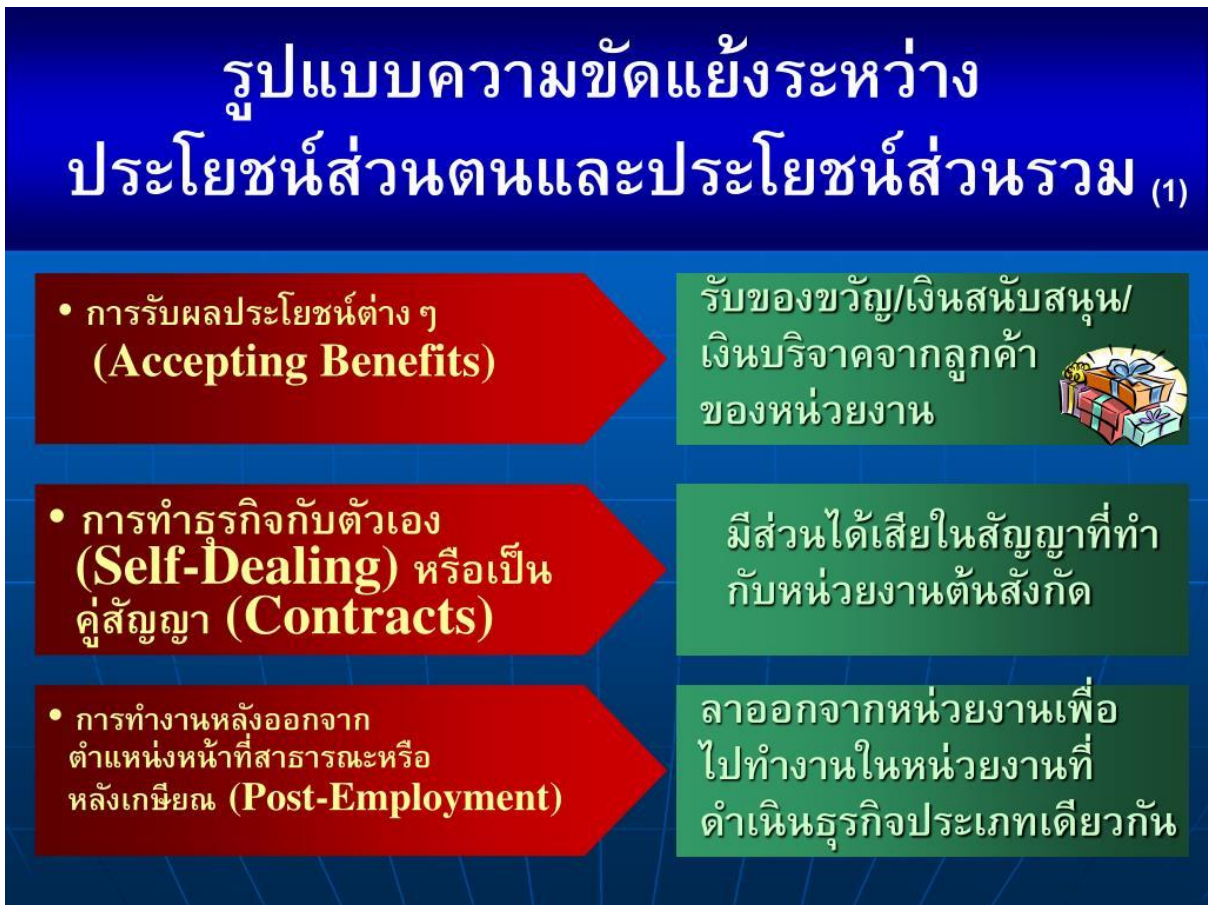 รูปแบบความขัดแย้งระหว่าง
ประโยชน์ส่วนตนและประโยชน์ส่วนรวม (1)
• การรับผลประโยชน์ต่าง ๆ
(Accepting Benefits)
รับของขวัญ/เงินสนับสนุน/
เงินบริจาคจากลูกค้า
ของหน่วยงาน
• การทำธุรกิจกับตัวเอง
(Self-Dealing) หรือเป็น
คู่สัญญา (Contracts)
มีส่วนได้เสียในสัญญาที่ทำ
กับหน่วยงานต้นสังกัด
• การทำงานหลังออกจาก
ตำแหน่งหน้าที่สาธารณะหรือ
หลังเกษียณ (Post-Employment)
ลาออกจากหน่วยงานเพื่อ
ไปทำงานในหน่วยงานที่
ดำเนินธุรกิจประเภทเดียวกัน